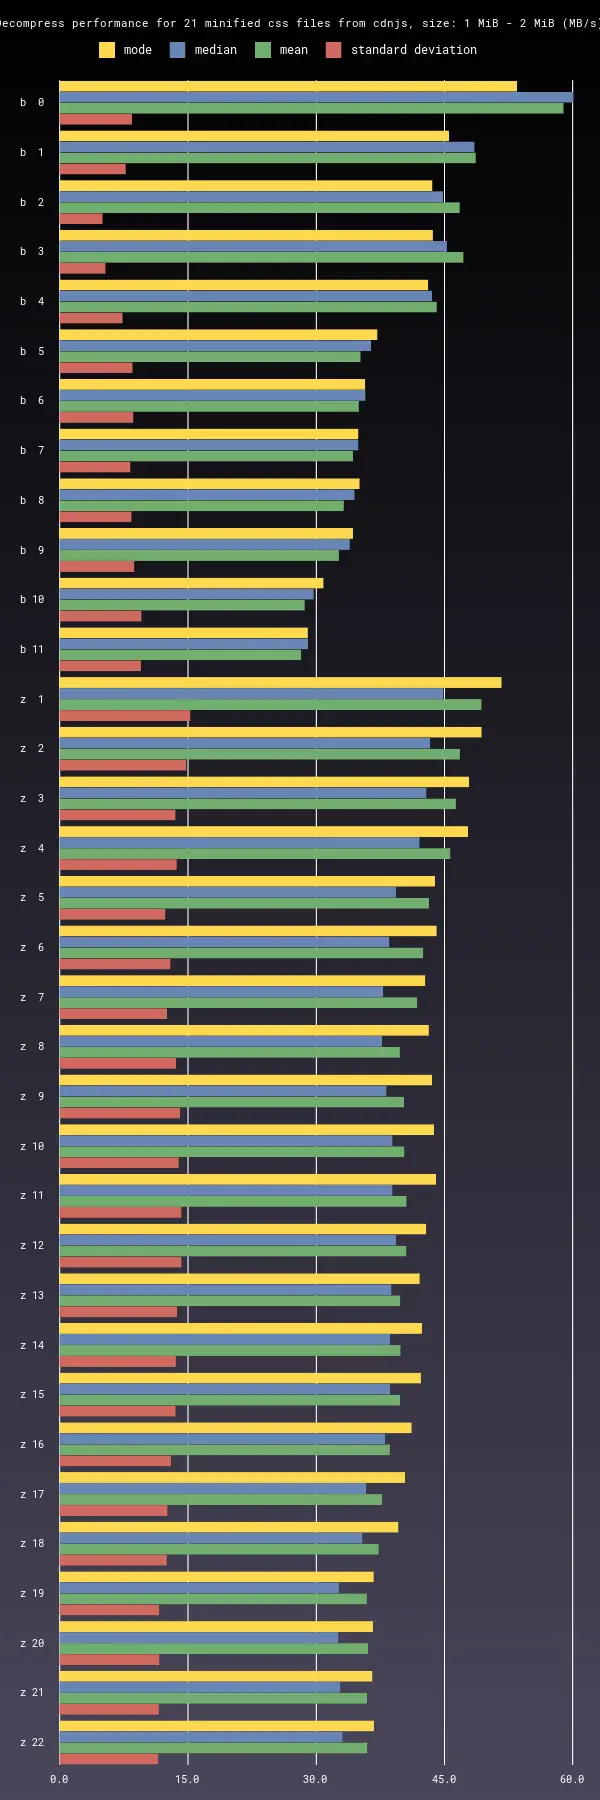 Decompress performance for 21 minified css files from cdnjs, size: 1 MiB - 2 MiB (MB/s)
mode median mean standard deviation
b 0
b 1
b 2
b 3
b 4
b 5
b 6
b 7
b 8
b 9
b 10
b 11
z 1
z 2
z 3
z 4
z 5
z 6
z 7
z 8
z 9
z 10
z 11
z 12
z 13
z 14
z 15
z 16
z 17
z 18
z 19
z 20
z 21
z 22
0.0 15.0 30.0 45.0 60.0